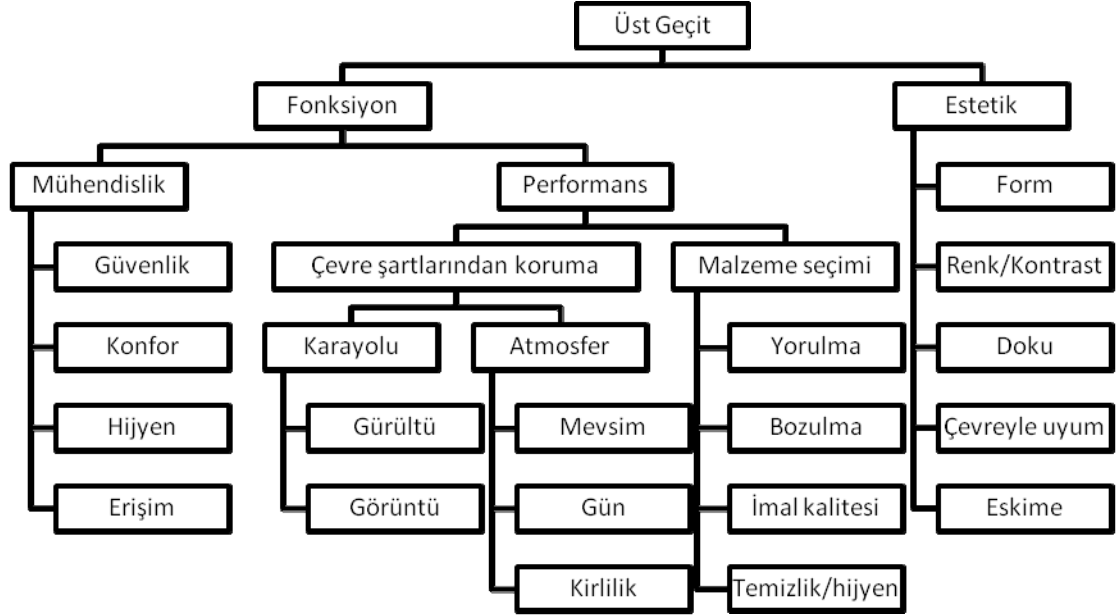 Üst Geçit
Fonksiyon
Estetik
Mühendislik
Performans
Form
Güvenlik
Çevre şartlarından koruma
Malzeme seçimi
Renk/Kontrast
Konfor
Karayolu
Atmosfer
Yorulma
Doku
Hijyen
Gürültü
Mevsim
Bozulma
Çevreyle uyum
Erişim
Görüntü
Gün
İmal kalitesi
Eskime
Kirlilik
Temizlik/hijyen